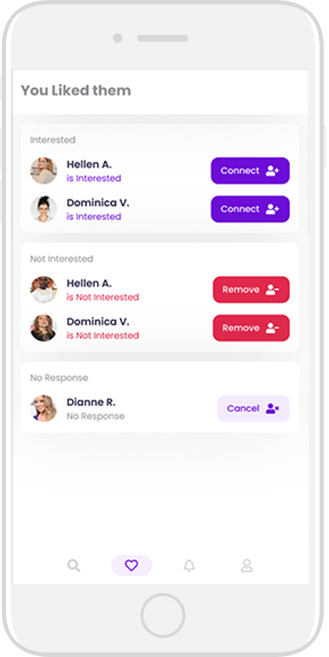 You Liked them
Interested
Hellen A.
is Interested
Connect
Dominica V.
is Interested
Connect
Not Interested
Hellen A.
is Not Interested
Remove
Dominica V.
is Not Interested
Remove
No Response
Dianne R.
No Response
Cancel